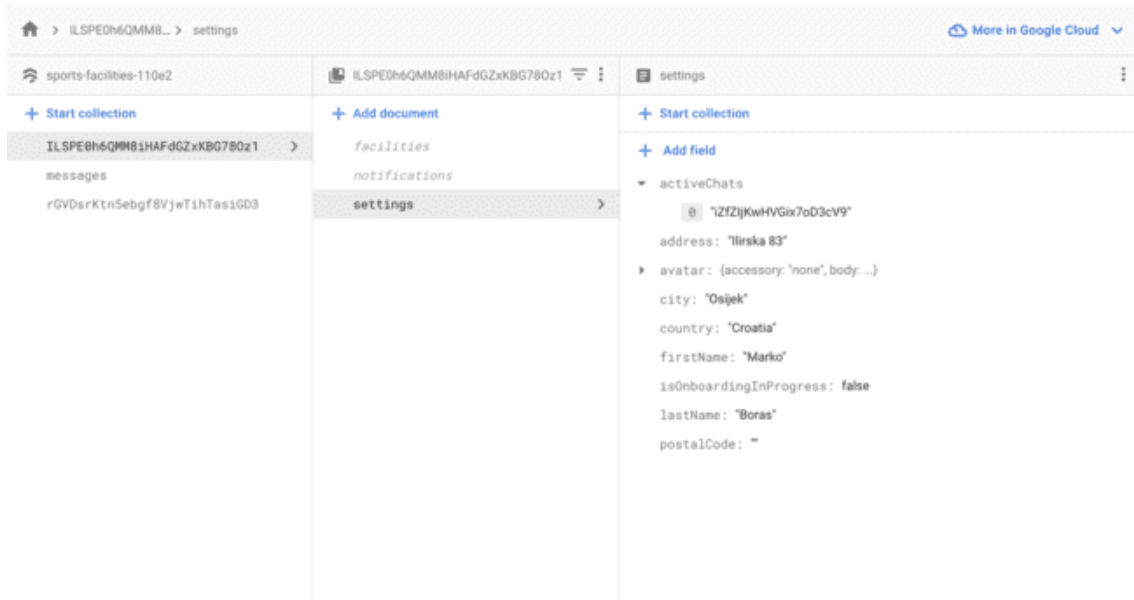 ILSPE0h6QMM8... > settings
More in Google Cloud
sports-facilities-110e2
ILSPE0h6QMM8iHAFdGZxKBG78Oz1
settings
+ Start collection
+ Add document
+ Start collection
ILSPE0h6QMM8iHAFdGZxKBG78Oz1
messages
rGVDsrKtn5ebgf8VjwTihTasiGD3
facilities
notifications
settings
+ Add field
activeChats
0 "iZfZIjKwHVGix7oD3cV9"
address: "Ilirska 83"
avatar: {accessory: "none", body: ...}
city: "Osijek"
country: "Croatia"
firstName: "Marko"
isOnboardingInProgress: false
lastName: "Boras"
postalCode: ""